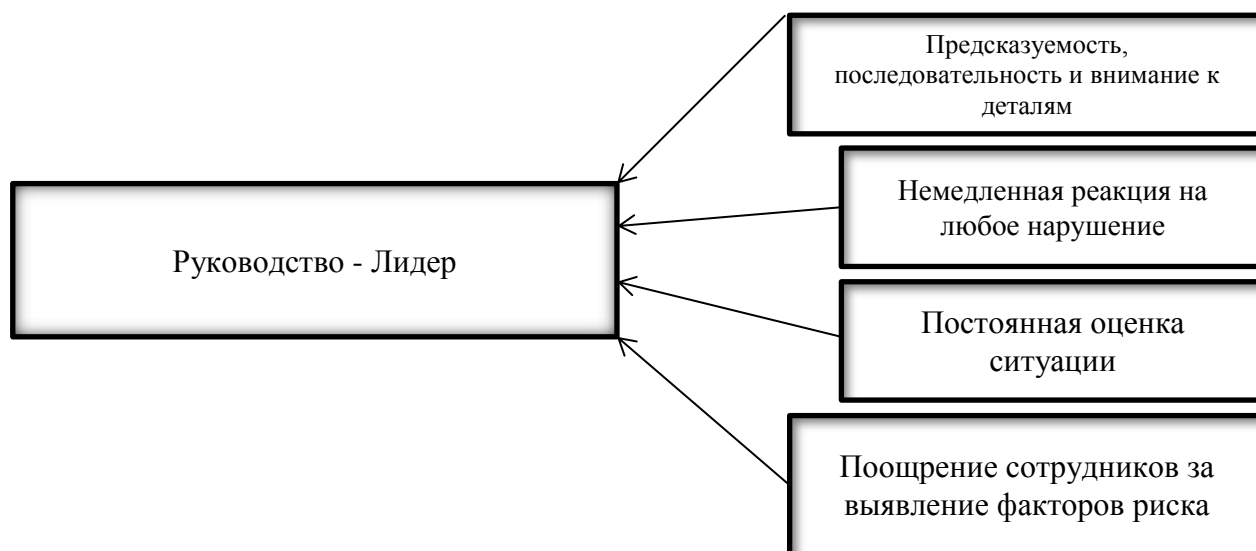 Предсказуемость,
последовательность и внимание к
деталям
Немедленная реакция на
любое нарушение
Руководство - Лидер
Постоянная оценка
ситуации
Поощрение сотрудников за
выявление факторов риска